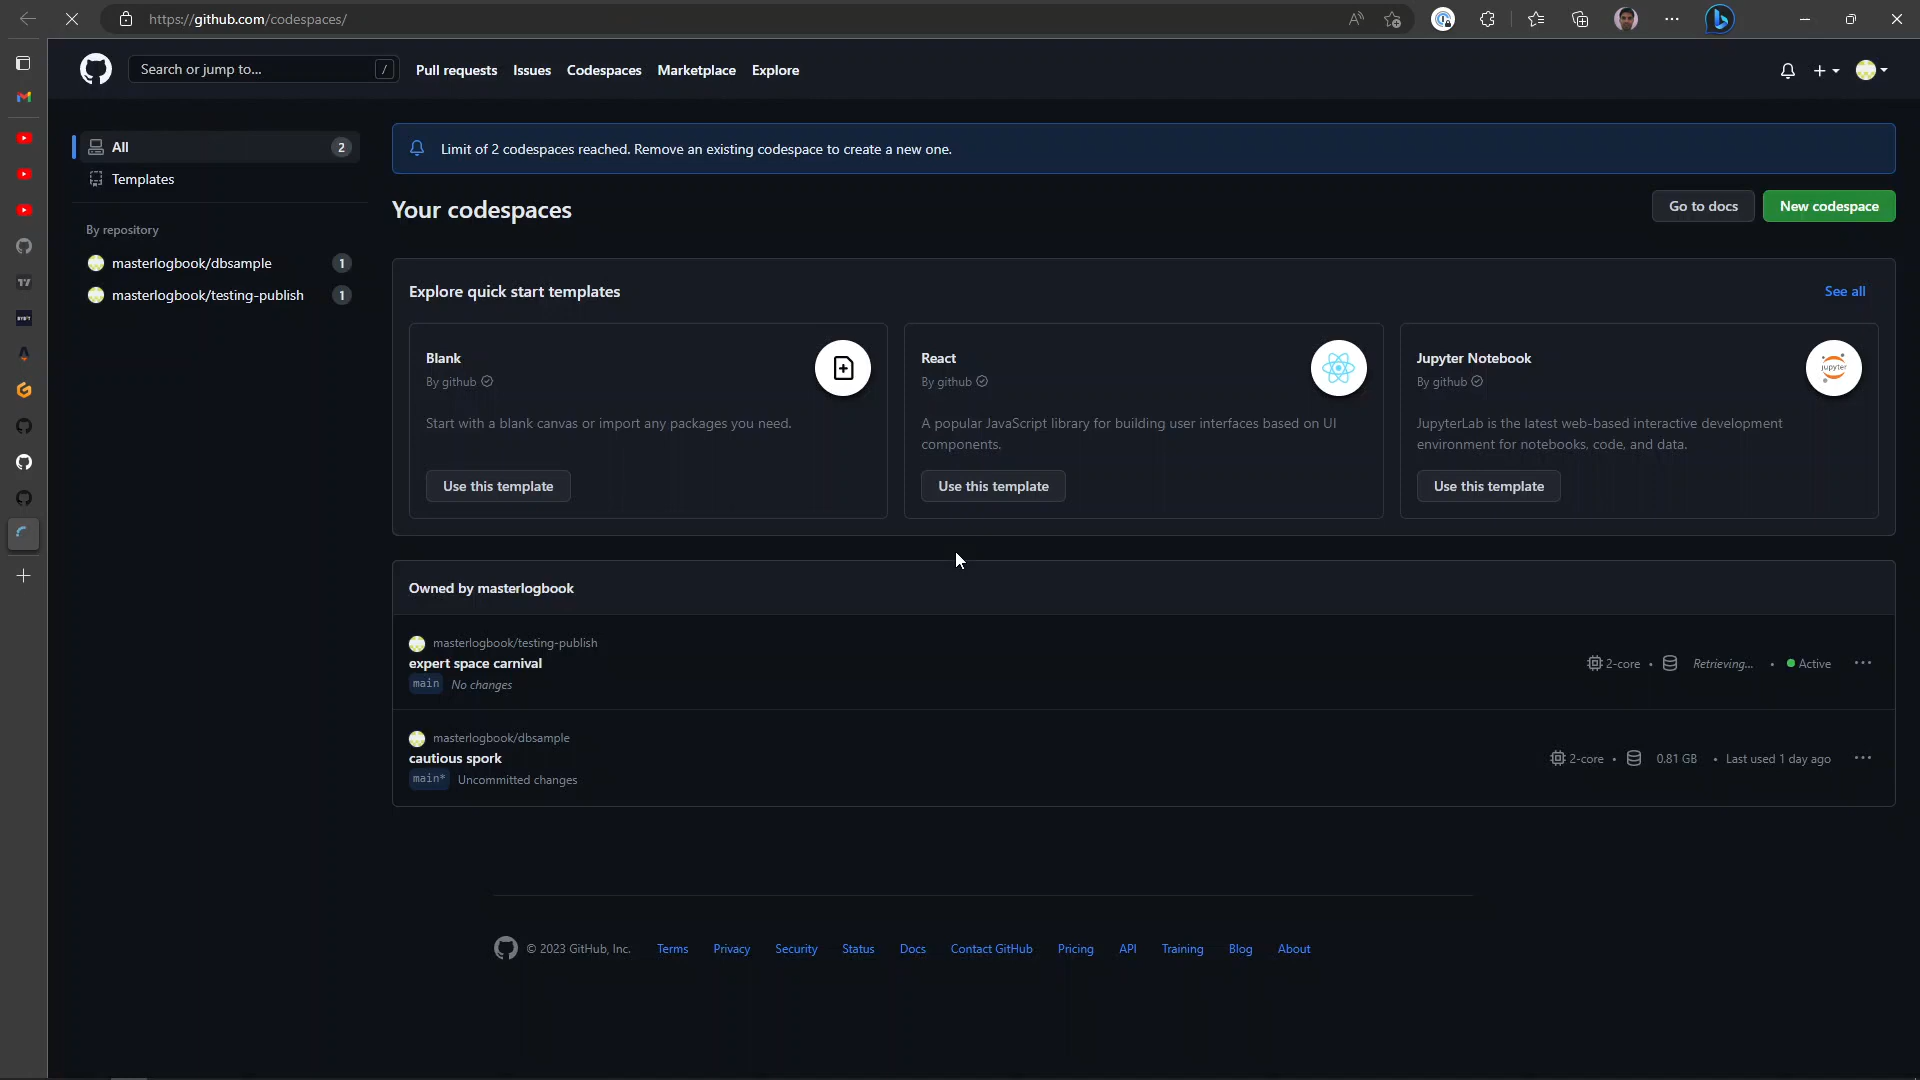 https://github.com/codespaces/
Search or jump to...
/
Pull requests
Issues
Codespaces
Marketplace
Explore
All
2
Templates
By repository
masterlogbook/dbsample
1
masterlogbook/testing-publish
1
Limit of 2 codespaces reached. Remove an existing codespace to create a new one.
Your codespaces
Go to docs
New codespace
Explore quick start templates
See all
Blank
By github
Start with a blank canvas or import any packages you need.
Use this template
React
By github
A popular JavaScript library for building user interfaces based on UI
components.
Use this template
Jupyter Notebook
By github
jupyter
JupyterLab is the latest web-based interactive development
environment for notebooks, code, and data.
Use this template
Owned by masterlogbook
masterlogbook/testing-publish
expert space carnival
main No changes
2-core • Retrieving... • Active
masterlogbook/dbsample
cautious spork
main* Uncommitted changes
2-core • 0.81 GB • Last used 1 day ago
© 2023 GitHub, Inc.
Terms
Privacy
Security
Status
Docs
Contact GitHub
Pricing
API
Training
Blog
About